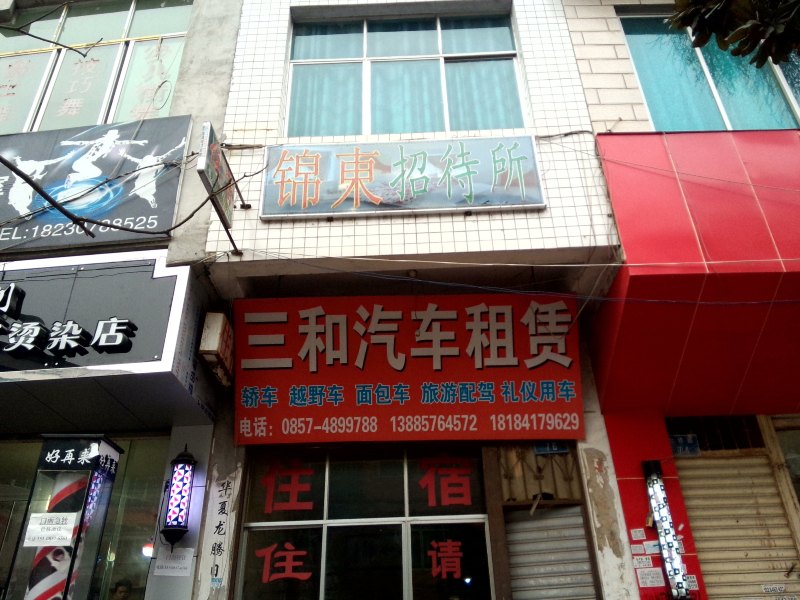 锦東招待所
TEL:18230788525
烫染店
三和汽车租赁
轿车 越野车 面包车 旅游配驾 礼仪用车
电话：0857-4899788 13885764572 18184179629
好再来
住 宿
住 请
华夏龙腾